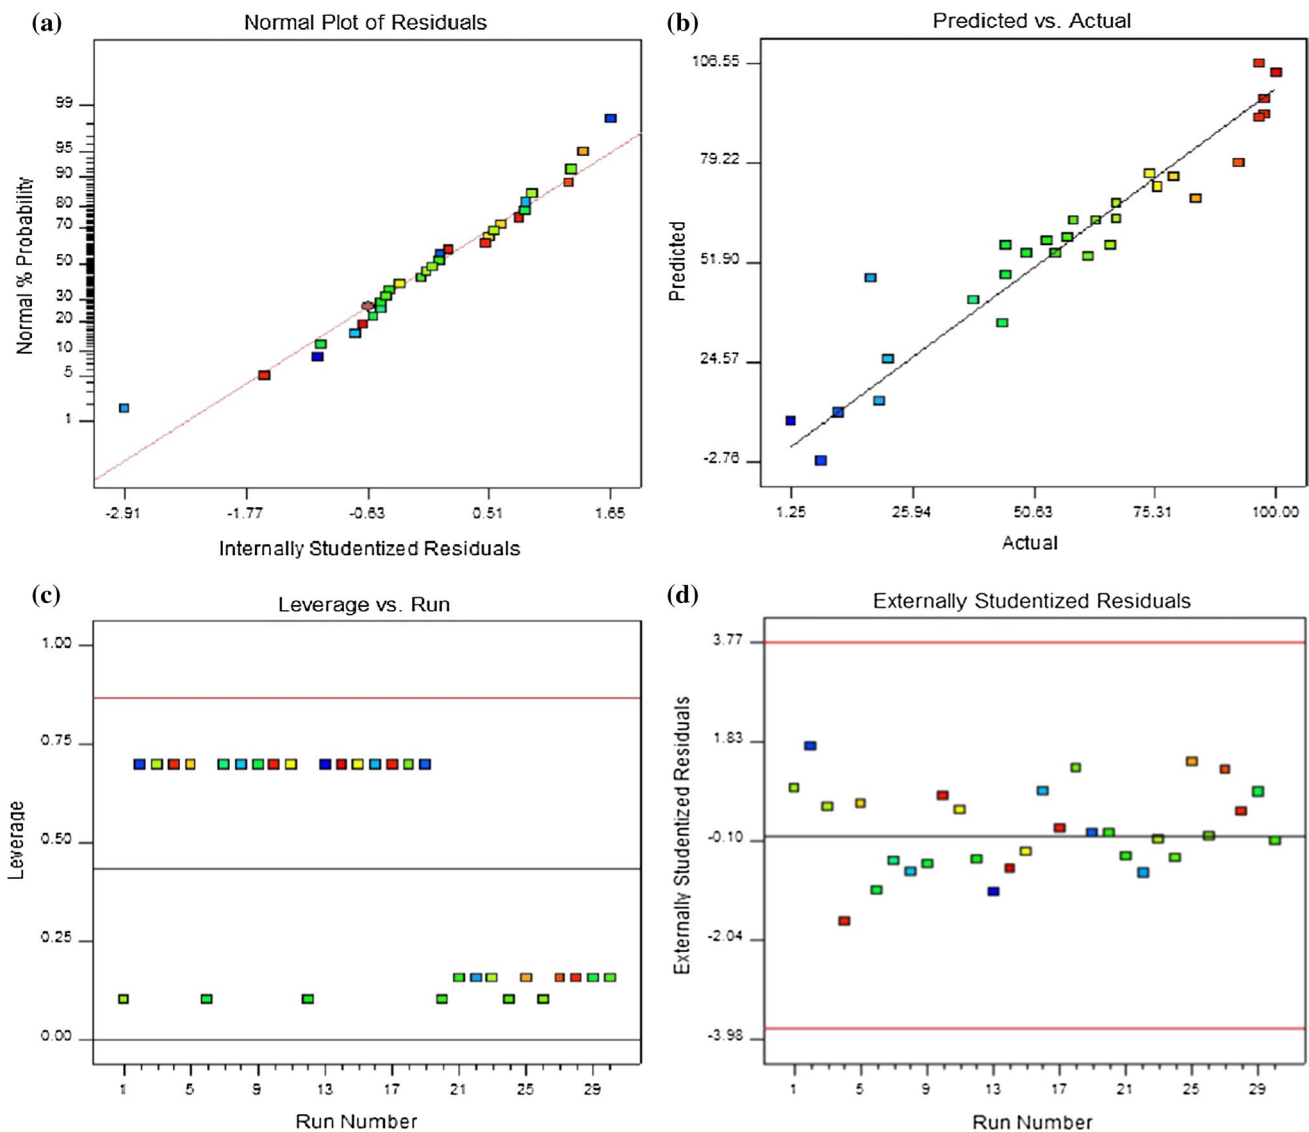 (a)
Normal Plot of Residuals
Normal % Probability
99
95
90
80
70
50
30
20
10
5
1
-2.91 -1.77 -0.63 0.51 1.65
Internally Studentized Residuals
(b)
Predicted vs. Actual
Predicted
106.55
79.22
51.90
24.57
-2.76
1.25 25.94 50.63 75.31 100.00
Actual
(c)
Leverage vs. Run
Leverage
1.00
0.75
0.50
0.25
0.00
1 5 9 13 17 21 25 29
Run Number
(d)
Externally Studentized Residuals
Externally Studentized Residuals
3.77
1.83
-0.10
-2.04
-3.98
1 5 9 13 17 21 25 29
Run Number